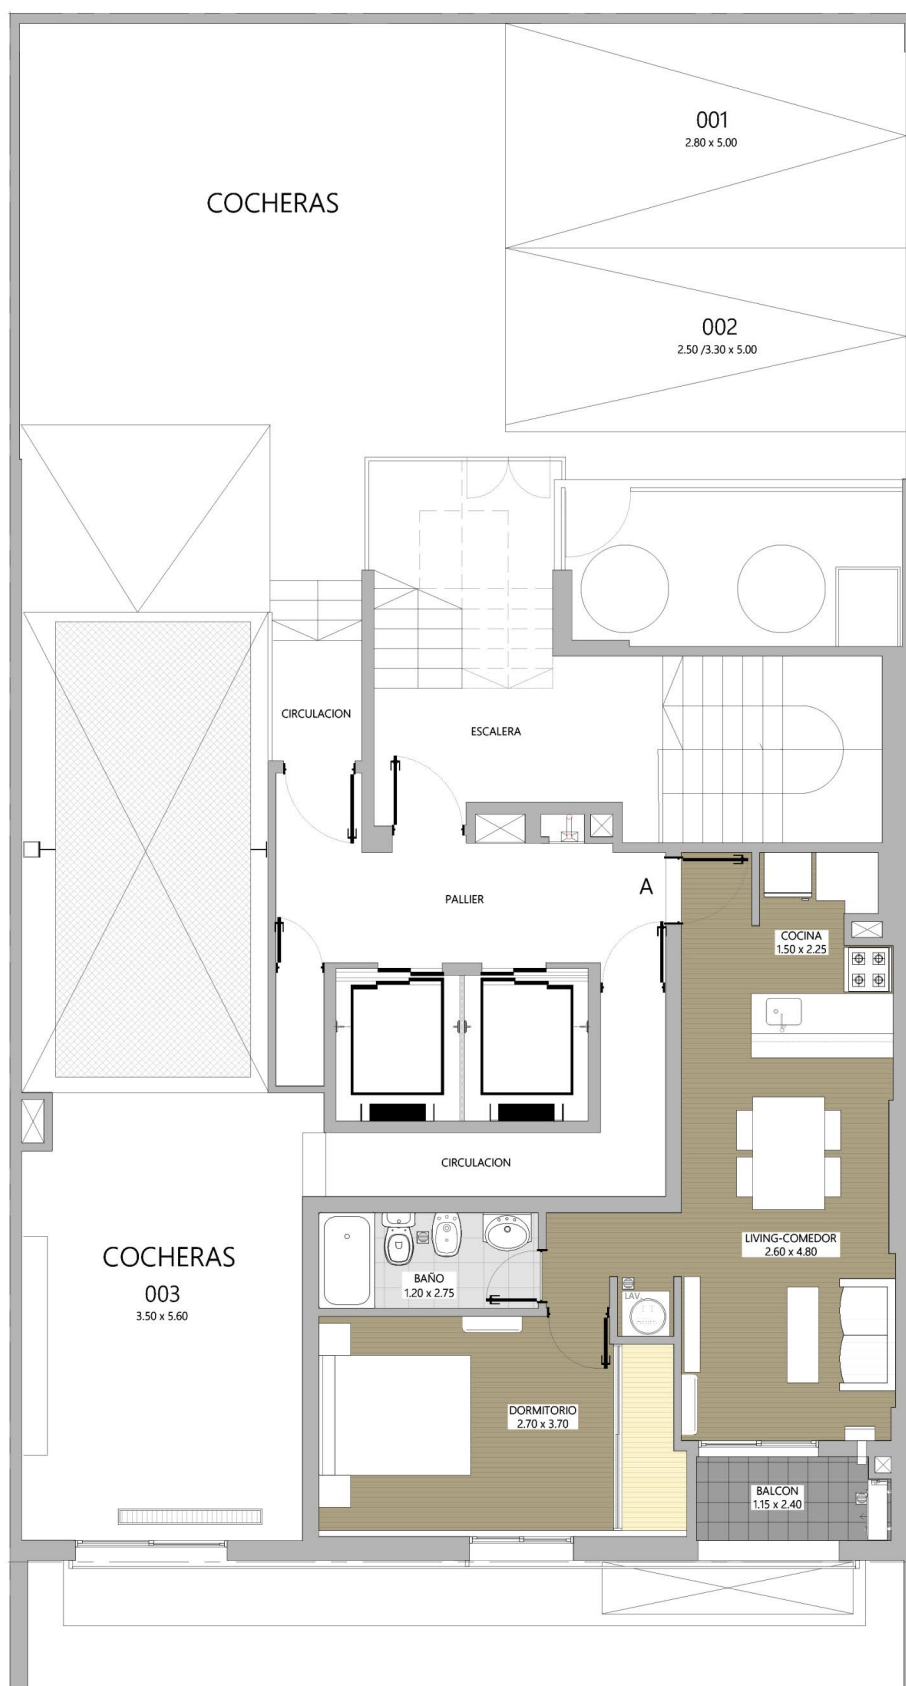 001
2.80 x 5.00
COCHERAS
002
2.50 /3.30 x 5.00
CIRCULACION
ESCALERA
A
PALLIER
COCINA
1.50 x 2.25
CIRCULACION
LIVING-COMEDOR
2.60 x 4.80
COCHERAS
003
3.50 x 5.60
BAÑO
1.20 x 2.75
LAV.
DORMITORIO
2.70 x 3.70
BALCON
1.15 x 2.40